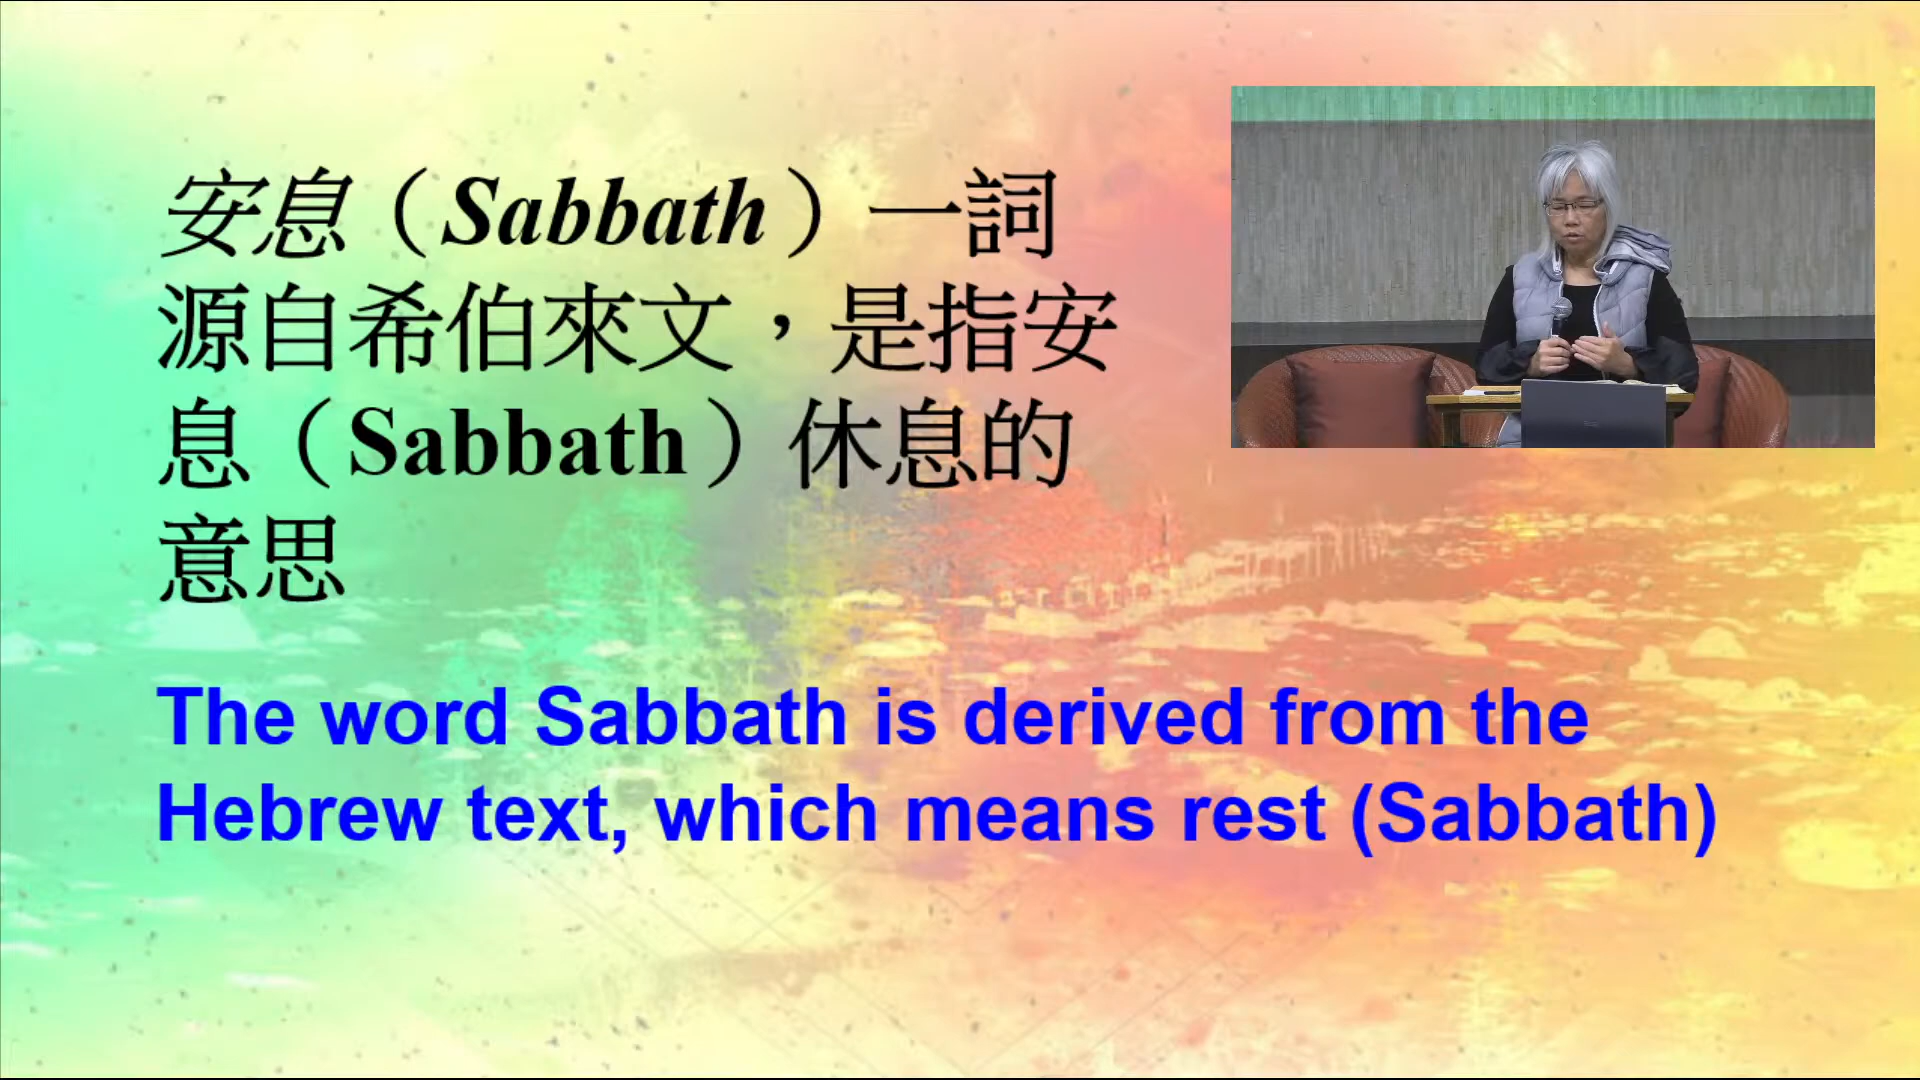 安息（Sabbath）一詞
源自希伯來文，是指安
息（Sabbath）休息的
意思
The word Sabbath is derived from the
Hebrew text, which means rest (Sabbath)